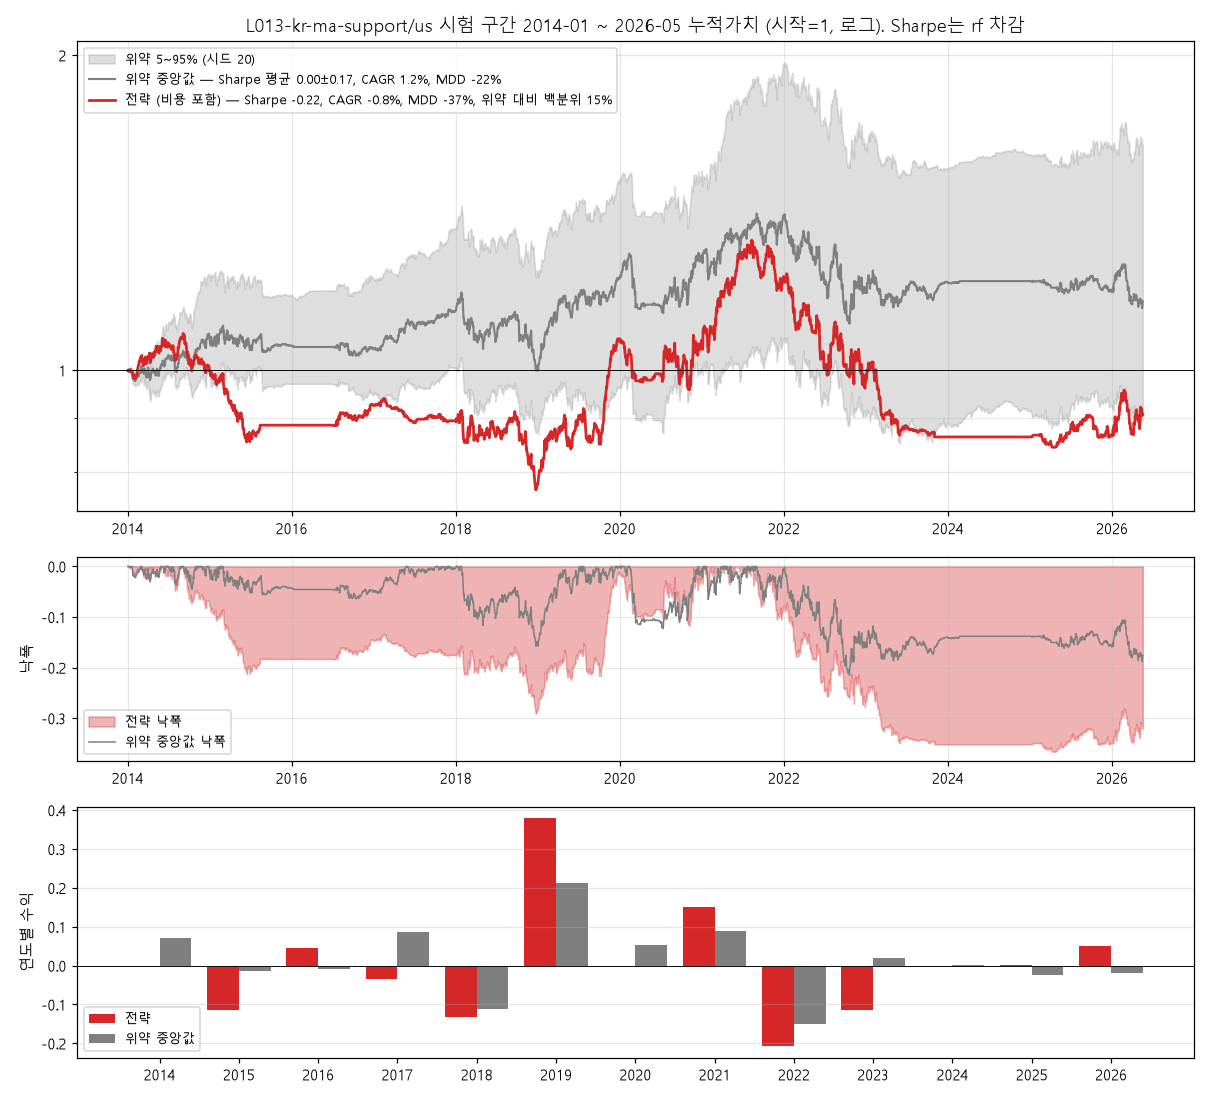 L013-kr-ma-support/us 시험 구간 2014-01 ~ 2026-05 누적가치 (시작=1, 로그). Sharpe는 rf 차감
위약 5~95% (시드 20)
위약 중앙값 — Sharpe 평균 0.00±0.17, CAGR 1.2%, MDD -22%
전략 (비용 포함) — Sharpe -0.22, CAGR -0.8%, MDD -37%, 위약 대비 백분위 15%
2
1
2014 2016 2018 2020 2022 2024 2026
낙폭
0.0
-0.1
-0.2
-0.3
전략 낙폭
위약 중앙값 낙폭
2014 2016 2018 2020 2022 2024 2026
연도별 수익
0.4
0.3
0.2
0.1
0.0
-0.1
-0.2
전략
위약 중앙값
2014 2015 2016 2017 2018 2019 2020 2021 2022 2023 2024 2025 2026